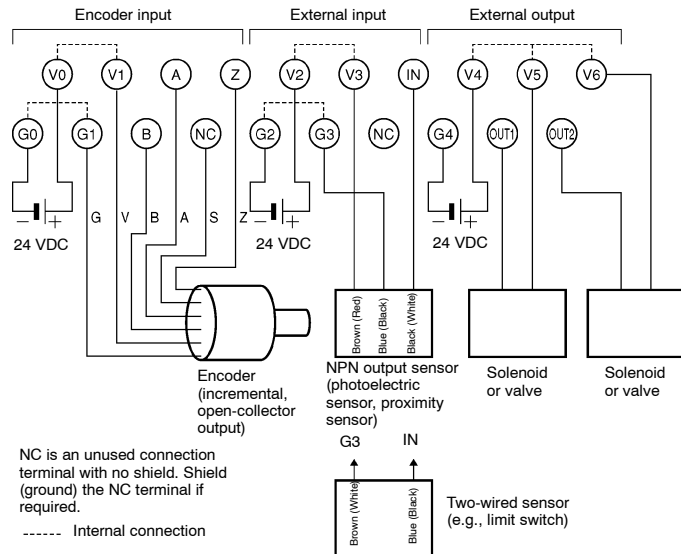 Encoder input
External input
External output
V0 V1 A Z V2 V3 IN V4 V5 V6
G0 G1 B NC G2 G3 NC G4 OUT1 OUT2
− + G V B A S Z − + − +
24 VDC
24 VDC
24 VDC
Brown (Red)
Blue (Black)
Black (White)
Encoder
(incremental,
open-collector
output)
NPN output sensor
(photoelectric
sensor, proximity
sensor)
Solenoid
or valve
Solenoid
or valve
G3 IN
NC is an unused connection
terminal with no shield. Shield
(ground) the NC terminal if
required.
Internal connection
Brown (White)
Blue (Black)
Two-wired sensor
(e.g., limit switch)